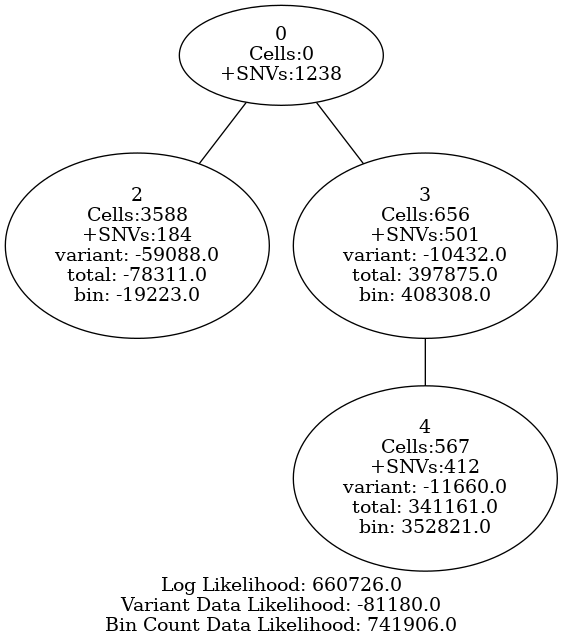 0
Cells:0
+SNVs:1238
2
Cells:3588
+SNVs:184
variant: -59088.0
total: -78311.0
bin: -19223.0
3
Cells:656
+SNVs:501
variant: -10432.0
total: 397875.0
bin: 408308.0
4
Cells:567
+SNVs:412
variant: -11660.0
total: 341161.0
bin: 352821.0
Log Likelihood: 660726.0
Variant Data Likelihood: -81180.0
Bin Count Data Likelihood: 741906.0